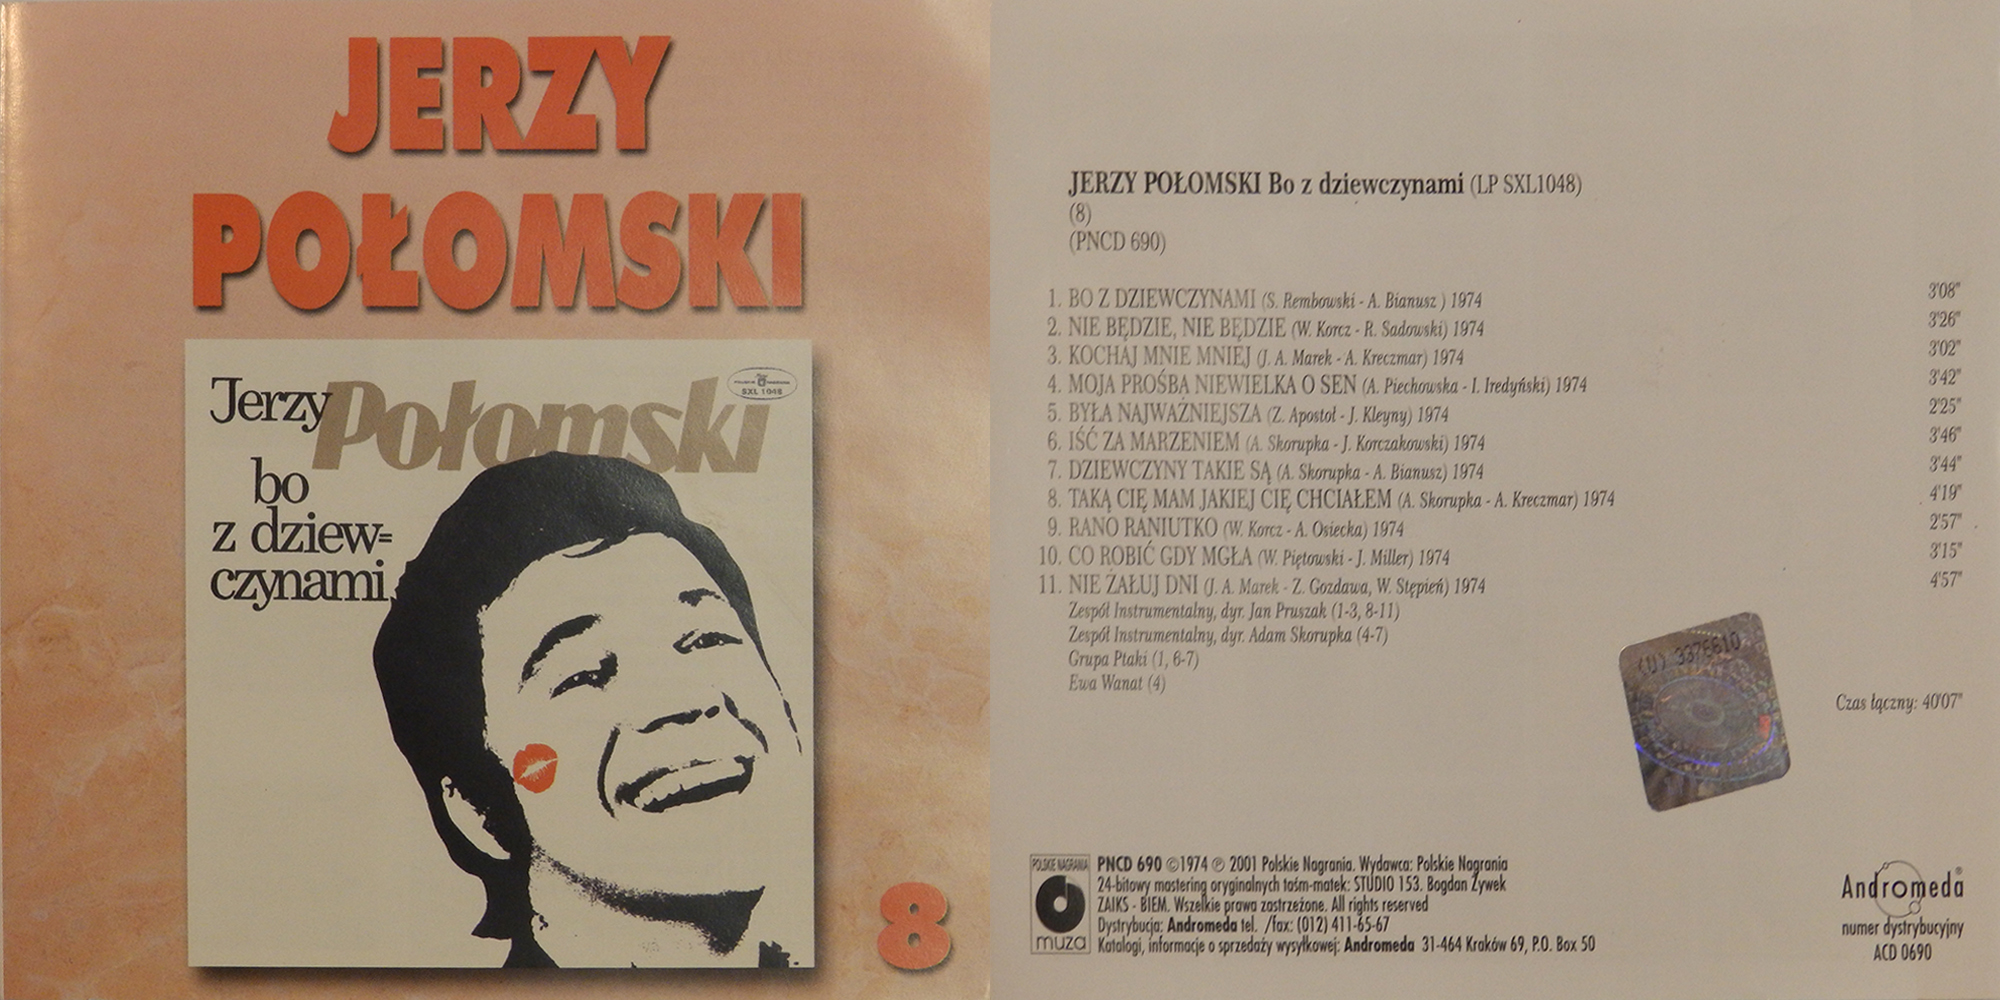 JERZY
POŁOMSKI
Jerzy Połomski
SXL 1048
bo
z dziew=
czynami
8
JERZY POŁOMSKI Bo z dziewczynami (LP SXL1048)
(8)
(PNCD 690)
1. BO Z DZIEWCZYNAMI (S. Rembowski - A. Bianusz ) 1974 3'08"
2. NIE BĘDZIE, NIE BĘDZIE (W. Korcz - R. Sadowski) 1974 3'26"
3. KOCHAJ MNIE MNIEJ (J. A. Marek - A. Kreczmar) 1974 3'02"
4. MOJA PROŚBA NIEWIELKA O SEN (A. Piechowska - I. Iredyński) 1974 3'42"
5. BYŁA NAJWAŻNIEJSZA (Z. Apostoł - J. Kleyny) 1974 2'25"
6. IŚĆ ZA MARZENIEM (A. Skorupka - J. Korczakowski) 1974 3'46"
7. DZIEWCZYNY TAKIE SĄ (A. Skorupka - A. Bianusz) 1974 3'44"
8. TAKĄ CIĘ MAM JAKIEJ CIĘ CHCIAŁEM (A. Skorupka - A. Kreczmar) 1974 4'19"
9. RANO RANIUTKO (W. Korcz - A. Osiecka) 1974 2'57"
10. CO ROBIĆ GDY MGŁA (W. Piętowski - J. Miller) 1974 3'15"
11. NIE ŻAŁUJ DNI (J. A. Marek - Z. Gozdawa, W. Stępień) 1974 4'57"
Zespół Instrumentalny, dyr. Jan Pruszak (1-3, 8-11)
Zespół Instrumentalny, dyr. Adam Skorupka (4-7)
Grupa Ptaki (1, 6-7)
Ewa Wanat (4)
(U) 3376610
Czas łączny: 40'07"
POLSKIE NAGRANIA
muza
PNCD 690 ©1974 ℗ 2001 Polskie Nagrania. Wydawca: Polskie Nagrania
24-bitowy mastering oryginalnych taśm-matek: STUDIO 153. Bogdan Żywek
ZAIKS - BIEM. Wszelkie prawa zastrzeżone. All rights reserved
Dystrybucja: Andromeda tel. /fax: (012) 411-65-67
Katalogi, informacje o sprzedaży wysyłkowej: Andromeda 31-464 Kraków 69, P.O. Box 50
Andromeda®
numer dystrybucyjny
ACD 0690